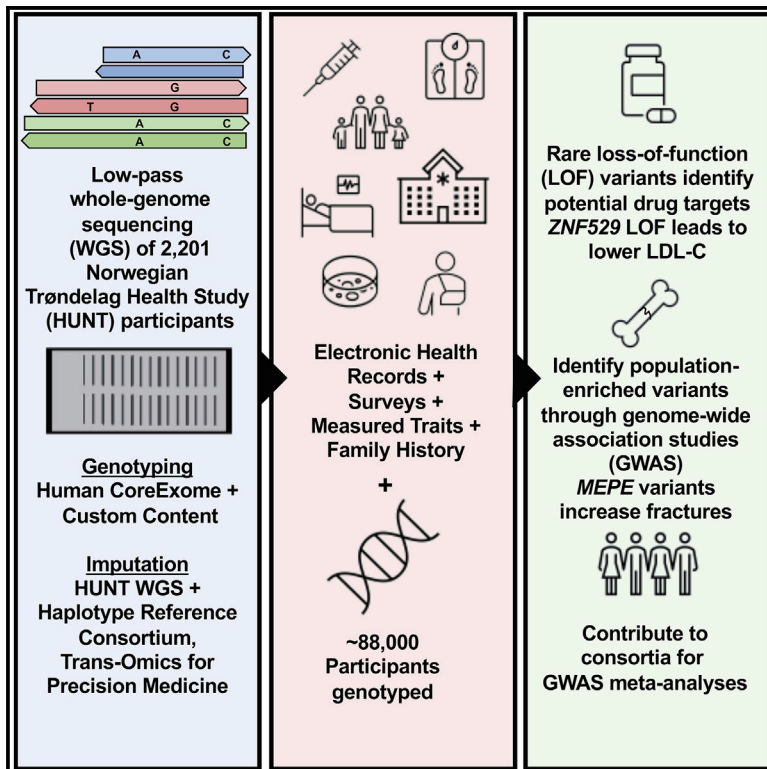 A C
G
T G
A C
A C
Low-pass
whole-genome
sequencing
(WGS) of 2,201
Norwegian
Trøndelag Health Study
(HUNT) participants
Genotyping
Human CoreExome +
Custom Content
Imputation
HUNT WGS +
Haplotype Reference
Consortium,
Trans-Omics for
Precision Medicine
Electronic Health
Records +
Surveys +
Measured Traits +
Family History
+
~88,000
Participants
genotyped
Rare loss-of-function
(LOF) variants identify
potential drug targets
ZNF529 LOF leads to
lower LDL-C
Identify population-
enriched variants
through genome-wide
association studies
(GWAS)
MEPE variants
increase fractures
Contribute to
consortia for
GWAS meta-analyses